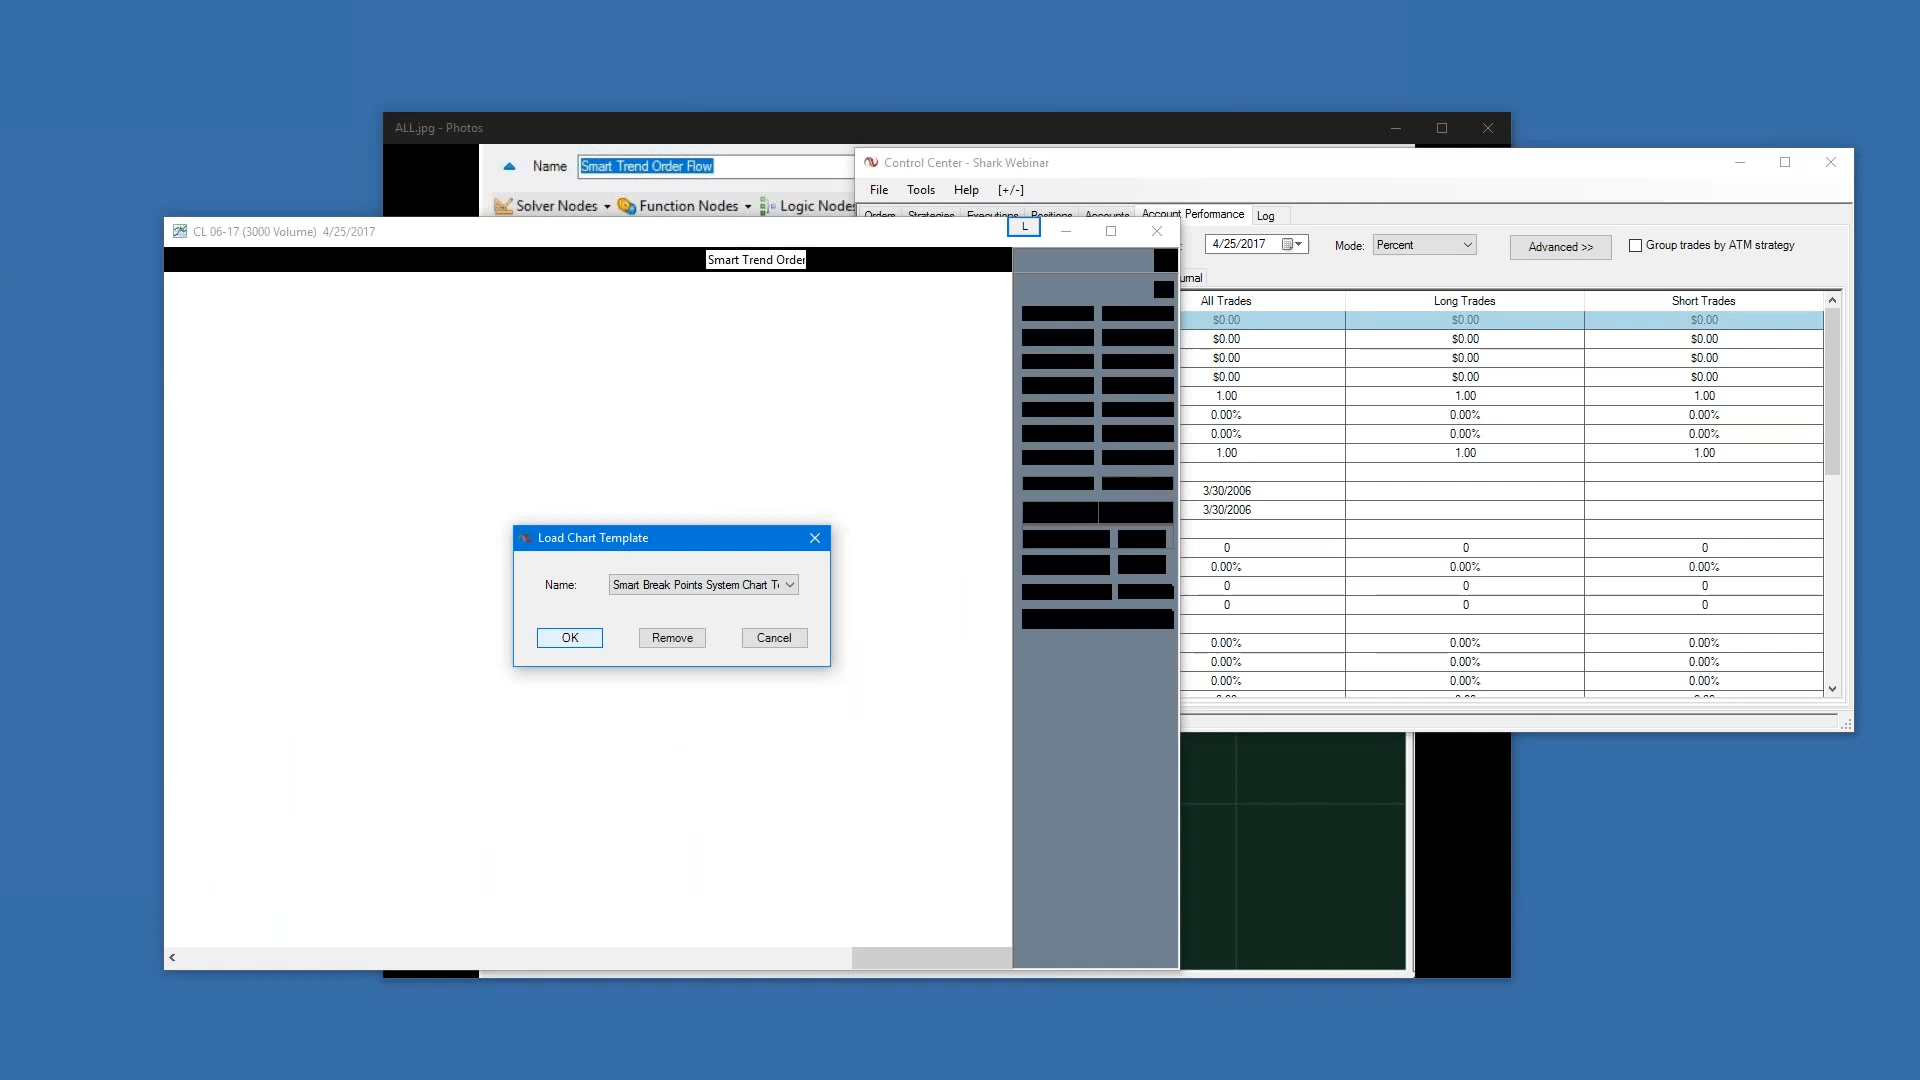 ALL.jpg - Photos
Name Smart Trend Order Flow
Solver Nodes Function Nodes Logic Nodes
Control Center - Shark Webinar
File Tools Help [+/-]
Orders Strategies Executions Positions Accounts Account Performance Log
4/25/2017 Mode: Percent Advanced >> Group trades by ATM strategy
All Trades Long Trades Short Trades
$0.00 $0.00 $0.00
$0.00 $0.00 $0.00
$0.00 $0.00 $0.00
$0.00 $0.00 $0.00
1.00 1.00 1.00
0.00% 0.00% 0.00%
0.00% 0.00% 0.00%
1.00 1.00 1.00
3/30/2006
3/30/2006
0 0 0
0.00% 0.00% 0.00%
0 0 0
0 0 0
0.00% 0.00% 0.00%
0.00% 0.00% 0.00%
0.00% 0.00% 0.00%
CL 06-17 (3000 Volume) 4/25/2017
L
Smart Trend Order
Load Chart Template
Name: Smart Break Points System Chart
OK Remove Cancel